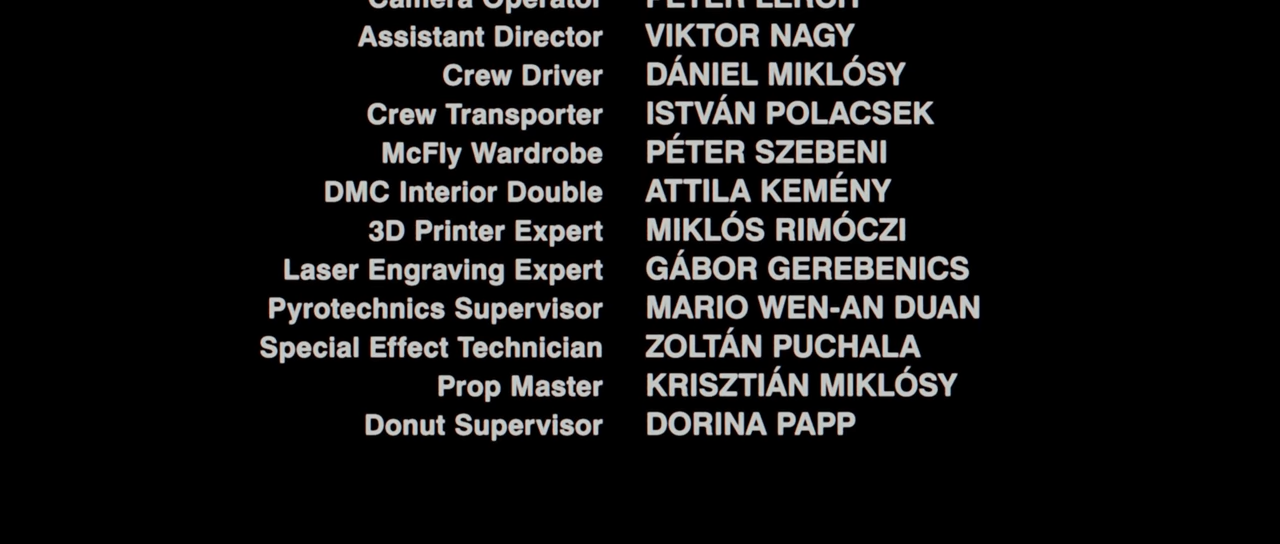 Camera Operator PÉTER LERCH
Assistant Director VIKTOR NAGY
Crew Driver DÁNIEL MIKLÓSY
Crew Transporter ISTVÁN POLACSEK
McFly Wardrobe PÉTER SZEBENI
DMC Interior Double ATTILA KEMÉNY
3D Printer Expert MIKLÓS RIMÓCZI
Laser Engraving Expert GÁBOR GEREBENICS
Pyrotechnics Supervisor MARIO WEN-AN DUAN
Special Effect Technician ZOLTÁN PUCHALA
Prop Master KRISZTIÁN MIKLÓSY
Donut Supervisor DORINA PAPP